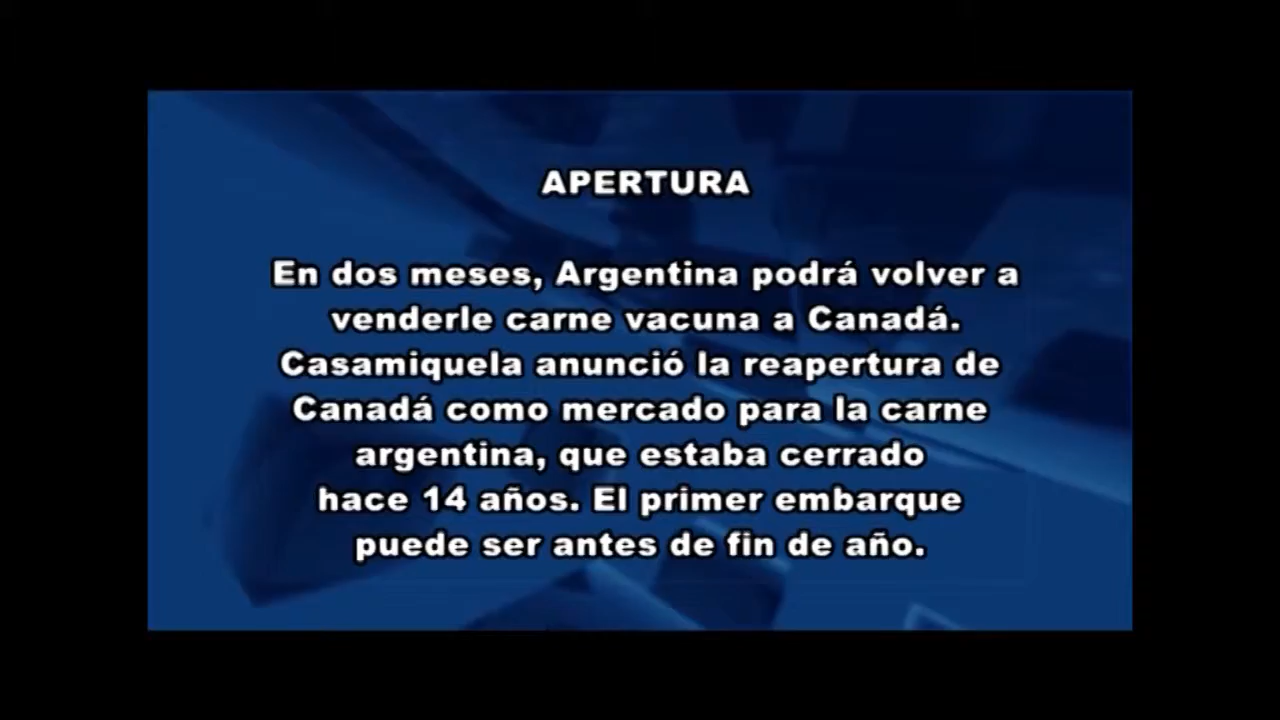 APERTURA
En dos meses, Argentina podrá volver a
venderle carne vacuna a Canadá.
Casamiquela anunció la reapertura de
Canadá como mercado para la carne
argentina, que estaba cerrado
hace 14 años. El primer embarque
puede ser antes de fin de año.